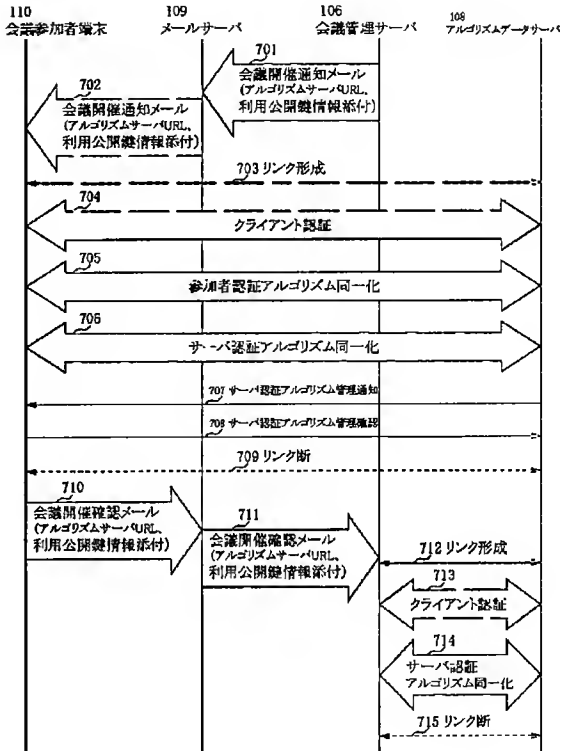 110
会議参加者端末
109
メールサーバ
106
会議管理サーバ
108
アルゴリズムデータサーバ
701
会議開催通知メール
(アルゴリズムサーバURL、
利用公開鍵情報添付)
702
会議開催通知メール
(アルゴリズムサーバURL、
利用公開鍵情報添付)
703 リンク形成
704
クライアント認証
705
参加者認証アルゴリズム同一化
706
サーバ認証アルゴリズム同一化
707 サーバ認証アルゴリズム管理通知
708 サーバ認証アルゴリズム管理確認
709 リンク断
710
会議開催確認メール
(アルゴリズムサーバURL、
利用公開鍵情報添付)
711
会議開催確認メール
(アルゴリズムサーバURL、
利用公開鍵情報添付)
712 リンク形成
713
クライアント認証
714
サーバ認証
アルゴリズム同一化
715 リンク断